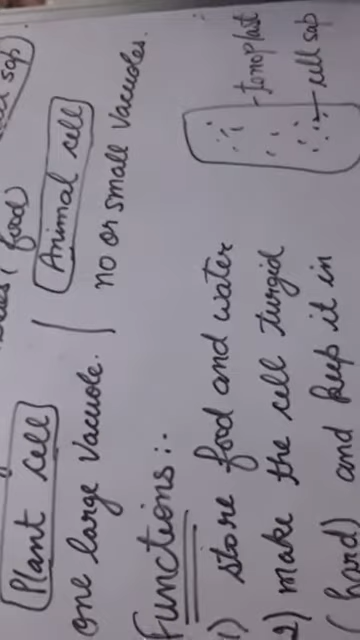 sap).
food
Plant cell / Animal cell
one large vacuole. no or small vacuoles.
Functions:-
1) store food and water
2) make the cell turgid
(hard) and keep it in
tonoplast
cell sap